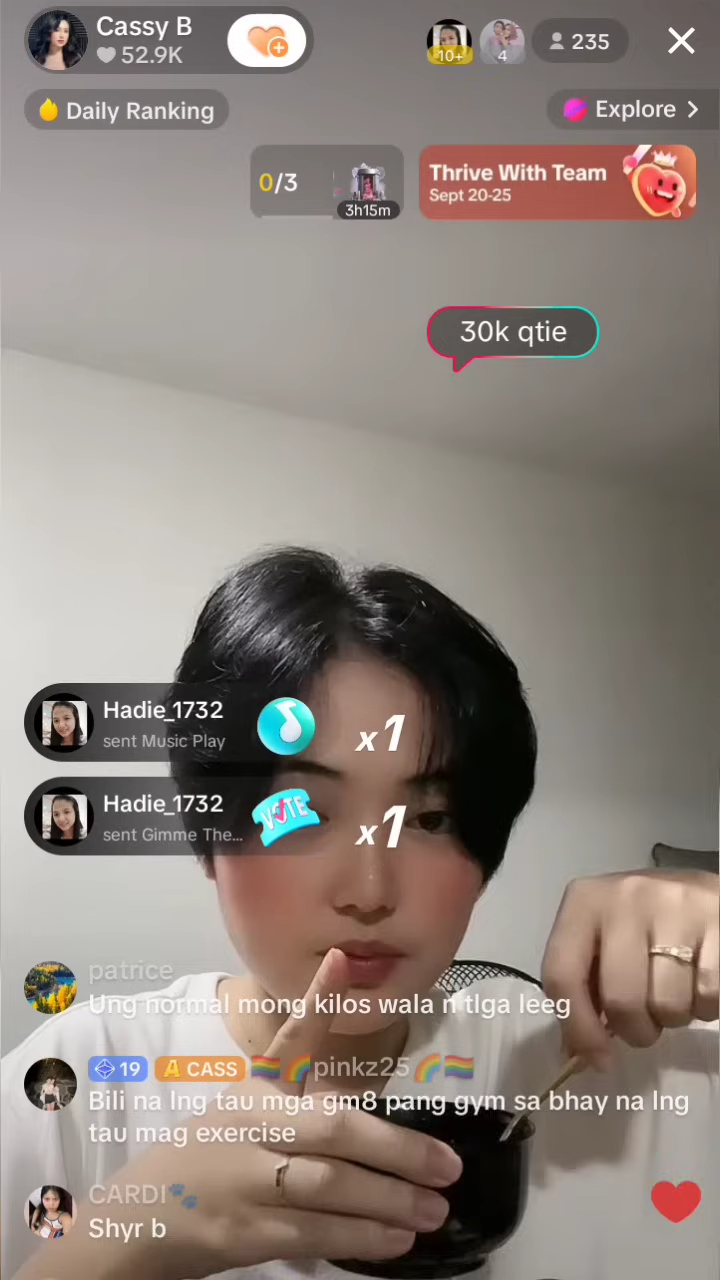 Cassy B
52.9K
10+
4
235
Daily Ranking
Explore
0/3
3h15m
Thrive With Team
Sept 20-25
30k qtie
Hadie_1732
sent Music Play
x1
Hadie_1732
sent Gimme The...
VOTE
x1
patrice
Ung normal mong kilos wala n tlga leeg
19
CASS
pinkz25
Bili na lng tau mga gm8 pang gym sa bhay na lng
tau mag exercise
CARDI
Shyr b